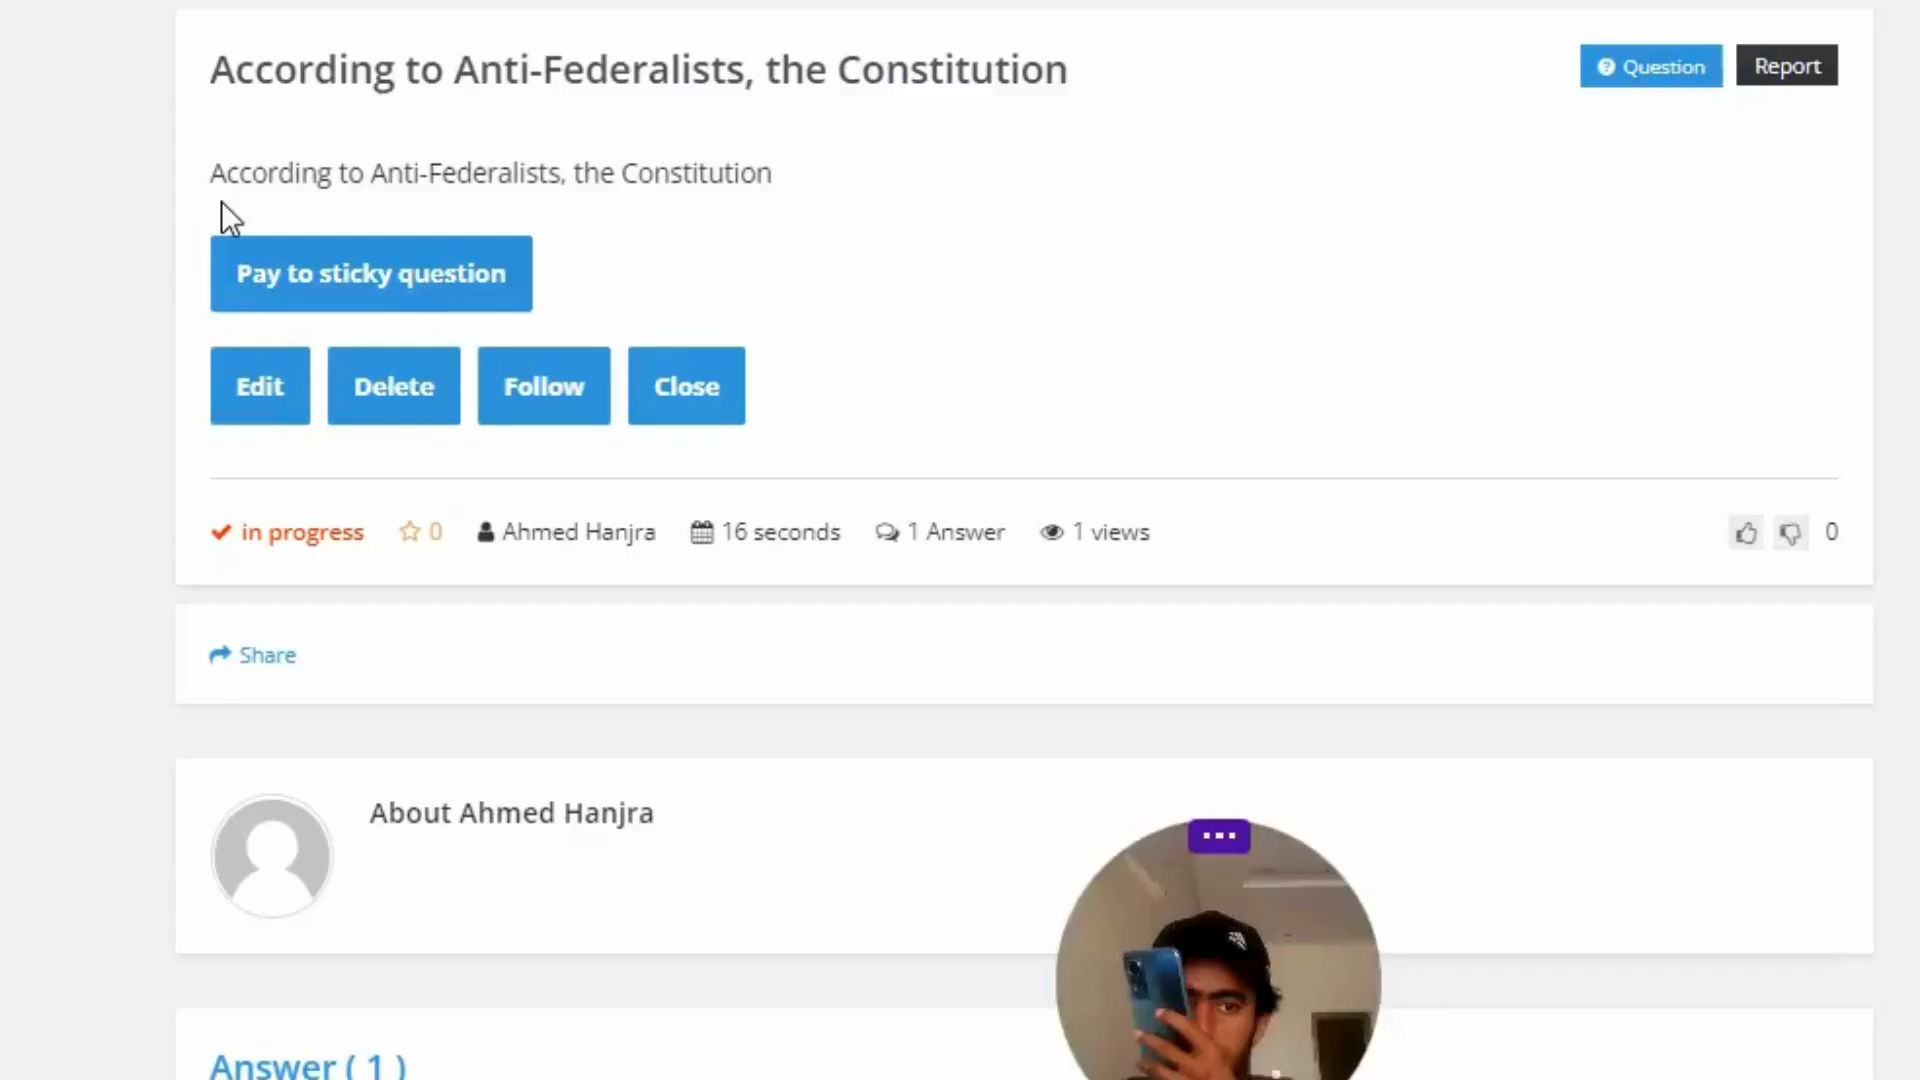 According to Anti-Federalists, the Constitution
Question
Report
According to Anti-Federalists, the Constitution
Pay to sticky question
Edit
Delete
Follow
Close
in progress
0
Ahmed Hanjra
16 seconds
1 Answer
1 views
0
Share
About Ahmed Hanjra
Answer ( 1 )